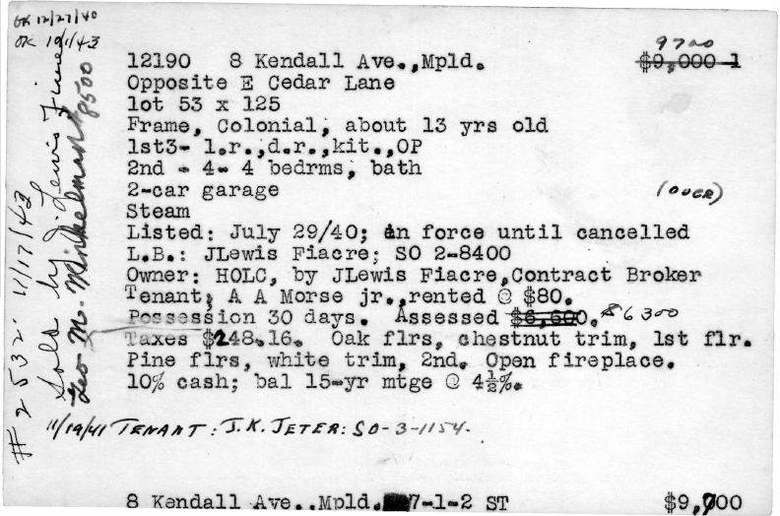 OK 12/27/40
OK 10/1/43
9700
12190 8 Kendall Ave.,Mpld. $9,000 1
Opposite E Cedar Lane
lot 53 x 125
Frame, Colonial, about 13 yrs old
1st3- l.r.,d.r.,kit.,OP
2nd - 4- 4 bedrms, bath
2-car garage (OVER)
Steam
Listed: July 29/40; in force until cancelled
L.B.: JLewis Fiacre; SO 2-8400
Owner: HOLC, by JLewis Fiacre,Contract Broker
Tenant; A A Morse jr.,rented @ $80.
Possession 30 days. Assessed $6,600. $6300
Taxes $248.16. Oak flrs, chestnut trim, 1st flr.
Pine flrs, white trim, 2nd. Open fireplace.
10% cash; bal 15-yr mtge @ 4½%.
11/19/41 TENANT: J.K. JETER: SO-3-1154.
8 Kendall Ave.,Mpld. 7-1-2 ST $9,700
# 2532. 11/17/43
Sold by J. Lewis
Leo M. 8500